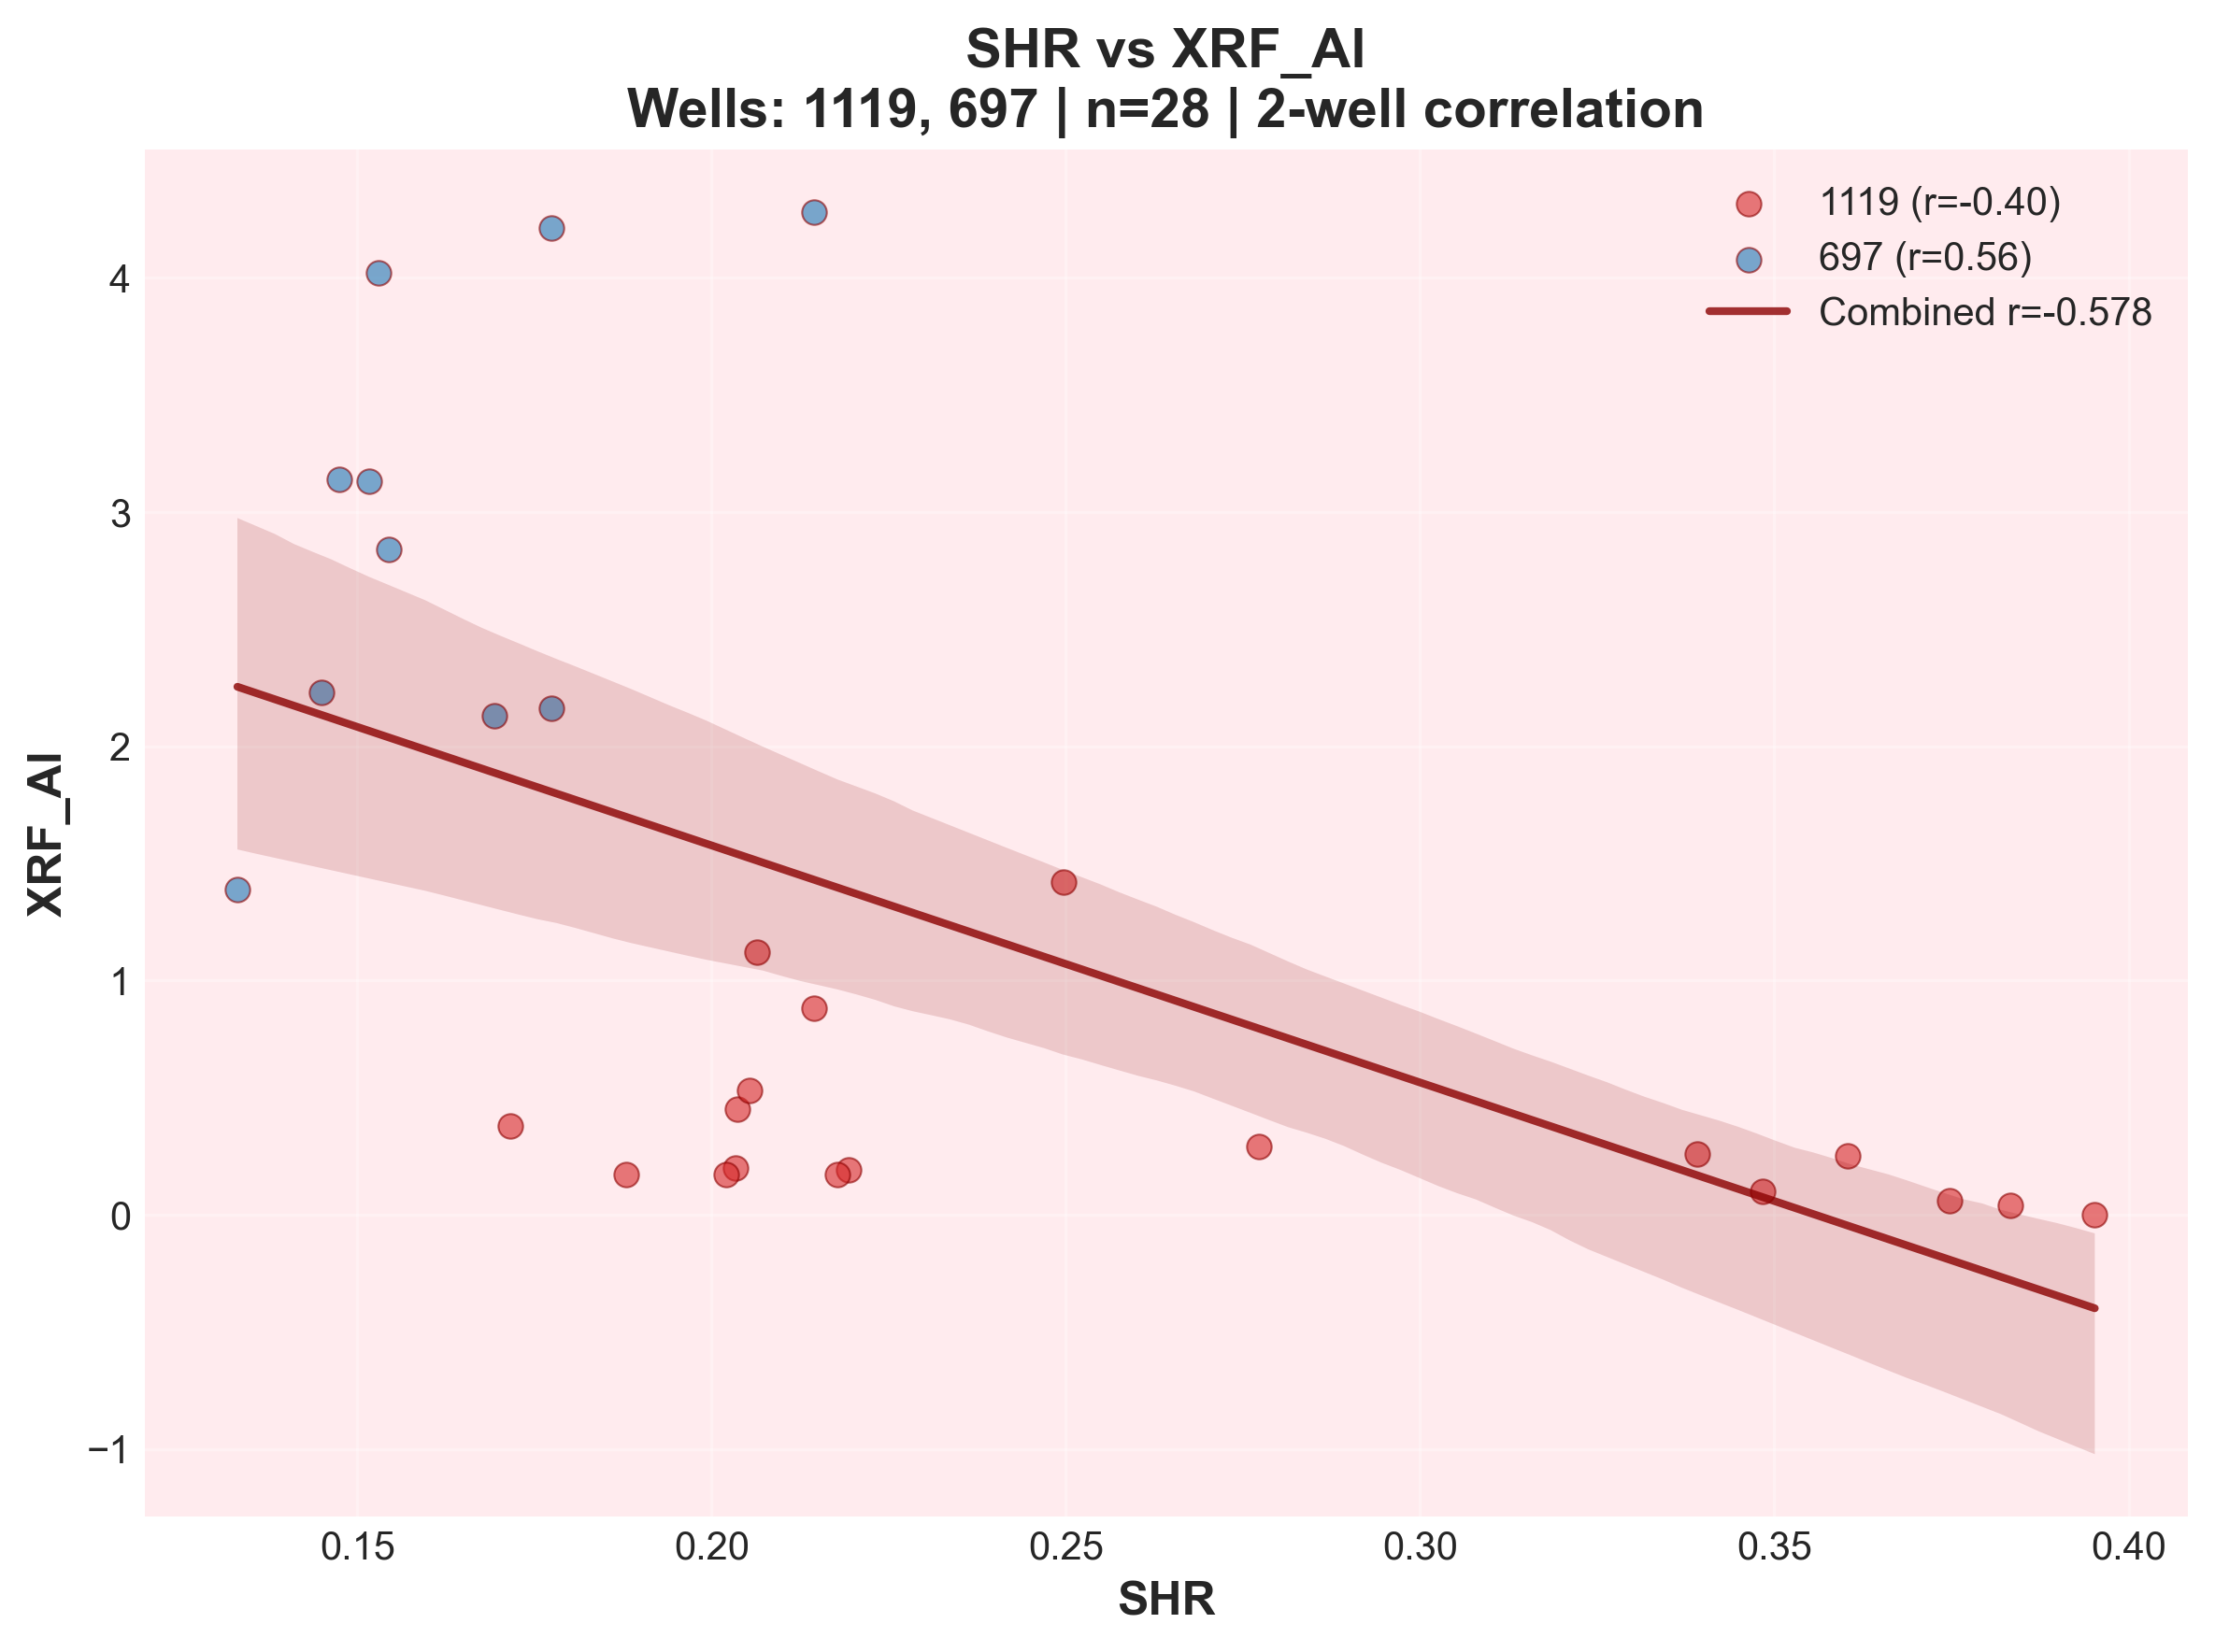 SHR vs XRF_Al
Wells: 1119, 697 | n=28 | 2-well correlation
1119 (r=-0.40)
697 (r=0.56)
Combined r=-0.578
XRF_Al
4
3
2
1
0
−1
0.15
0.20
0.25
0.30
0.35
0.40
SHR